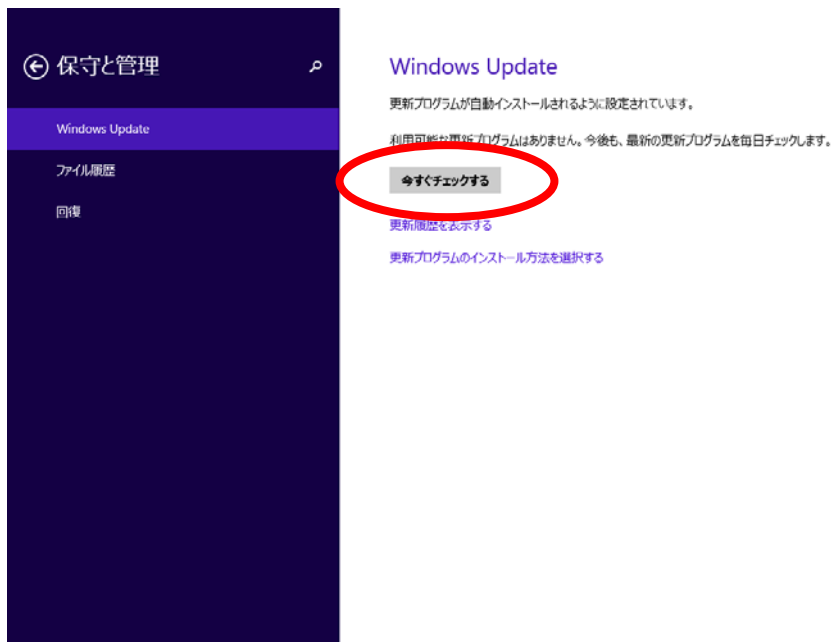 保守と管理
Windows Update
ファイル履歴
回復
Windows Update
更新プログラムが自動インストールされるように設定されています。
利用可能な更新プログラムはありません。今後も、最新の更新プログラムを毎日チェックします。
今すぐチェックする
更新履歴を表示する
更新プログラムのインストール方法を選択する